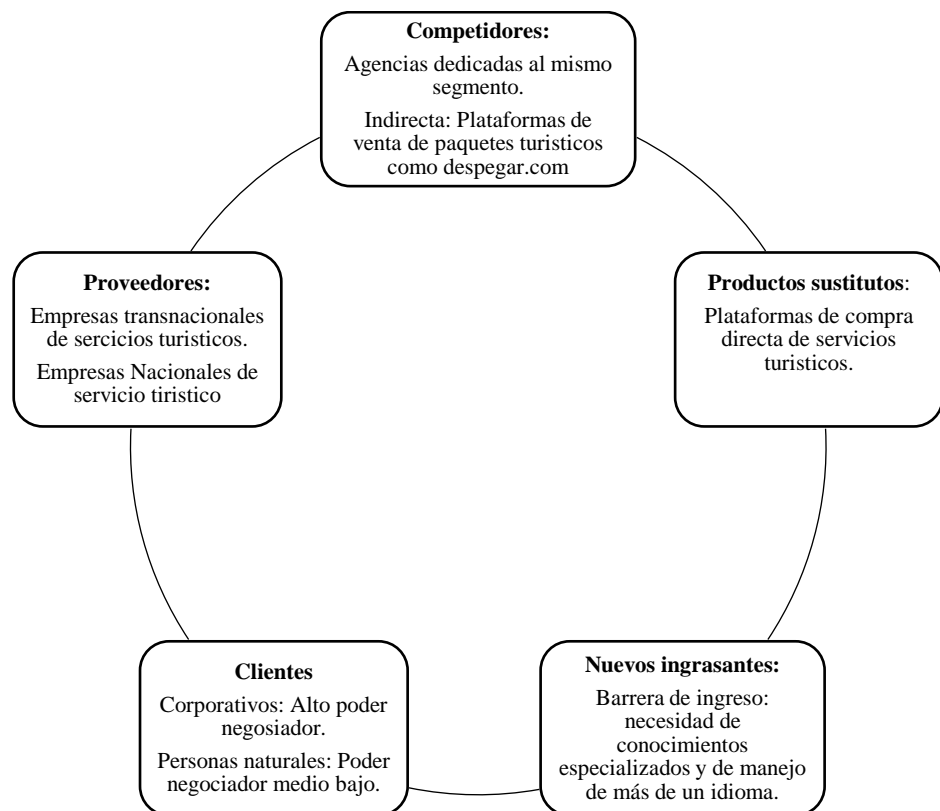 Competidores:
Agencias dedicadas al mismo
segmento.
Indirecta: Plataformas de
venta de paquetes turisticos
como despegar.com
Proveedores:
Empresas transnacionales
de sercicios turisticos.
Empresas Nacionales de
servicio tiristico
Productos sustitutos:
Plataformas de compra
directa de servicios
turisticos.
Clientes
Corporativos: Alto poder
negosiador.
Personas naturales: Poder
negociador medio bajo.
Nuevos ingrasantes:
Barrera de ingreso:
necesidad de
conocimientos
especializados y de manejo
de más de un idioma.